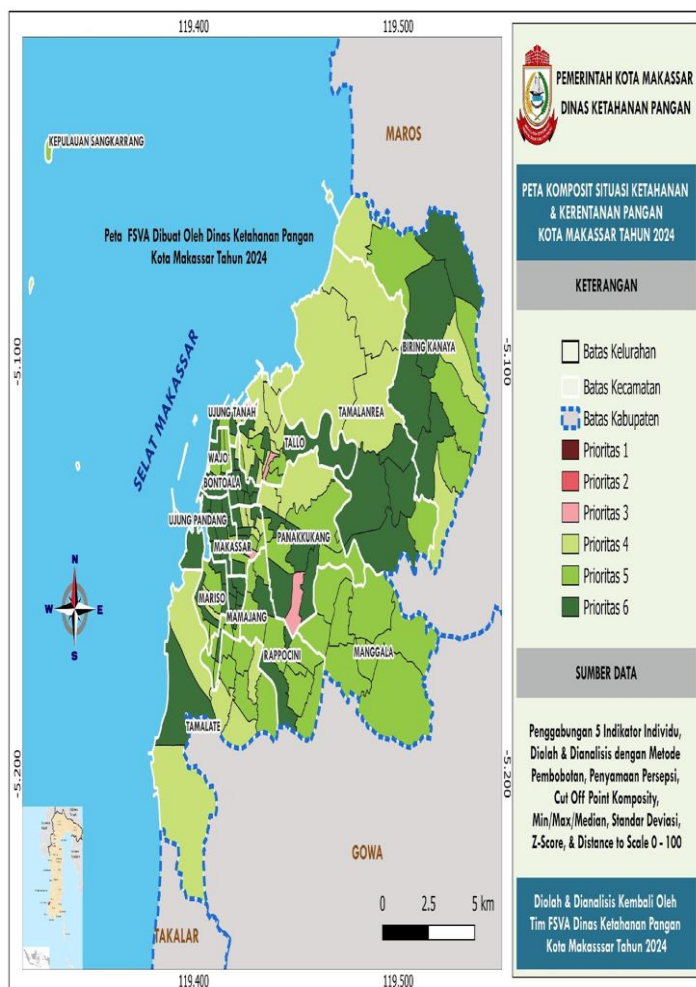 119.400
119.500
KEPULAUAN SANGKARRANG
MAROS
Peta FSVA Dibuat Oleh Dinas Ketahanan Pangan
Kota Makassar Tahun 2024
-5.100
-5.100
SELAT MAKASSAR
BIRING KANAYA
UJUNG TANAH
TAMALANREA
TALLO
WAJO
BONTOALA
UJUNG PANDANG
PANAKKUKANG
MAKASSAR
MARISO
MAMAJANG
RAPPOCINI
MANGGALA
TAMALATE
N
W
E
S
-5.200
-5.200
GOWA
TAKALAR
0 2.5 5 km
119.400
119.500
PEMERINTAH KOTA MAKASSAR
DINAS KETAHANAN PANGAN
PETA KOMPOSIT SITUASI KETAHANAN
& KERENTANAN PANGAN
KOTA MAKASSAR TAHUN 2024
KETERANGAN
Batas Kelurahan
Batas Kecamatan
Batas Kabupaten
Prioritas 1
Prioritas 2
Prioritas 3
Prioritas 4
Prioritas 5
Prioritas 6
SUMBER DATA
Penggabungan 5 Indikator Individu,
Diolah & Dianalisis dengan Metode
Pembobotan, Penyamaan Persepsi,
Cut Off Point Komposity,
Min/Max/Median, Standar Deviasi,
Z-Score, & Distance to Scale 0 - 100
Diolah & Dianalisis Kembali Oleh
Tim FSVA Dinas Ketahanan Pangan
Kota Makasssar Tahun 2024